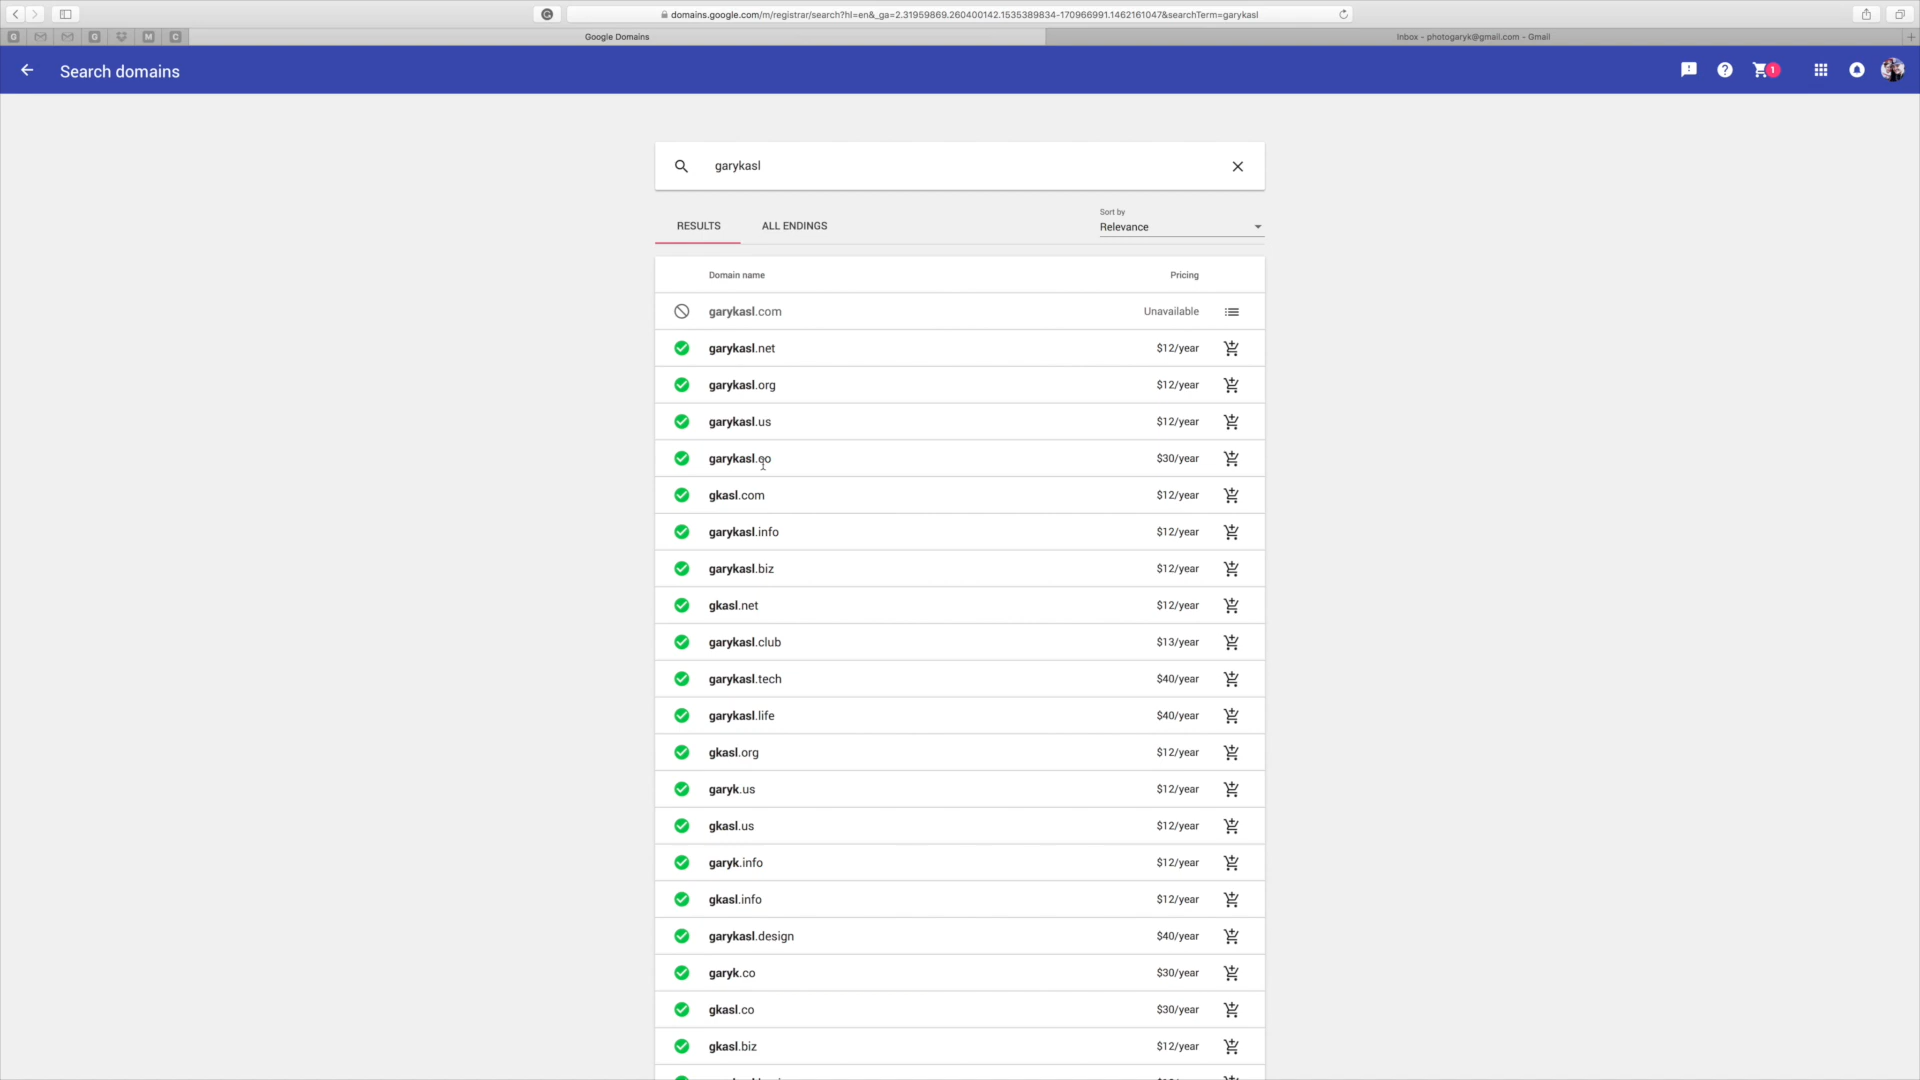 domains.google.com/m/registrar/search?hl=en&_ga=2.31959869.260400142.1535389834-170966991.1462161047&searchTerm=garykasl
G G M C Google Domains Inbox - photogaryk@gmail.com - Gmail
Search domains 1
garykasl
RESULTS ALL ENDINGS
Sort by
Relevance
Domain name Pricing
garykasl.com Unavailable
garykasl.net $12/year
garykasl.org $12/year
garykasl.us $12/year
garykasl.co $30/year
gkasl.com $12/year
garykasl.info $12/year
garykasl.biz $12/year
gkasl.net $12/year
garykasl.club $13/year
garykasl.tech $40/year
garykasl.life $40/year
gkasl.org $12/year
garyk.us $12/year
gkasl.us $12/year
garyk.info $12/year
gkasl.info $12/year
garykasl.design $40/year
garyk.co $30/year
gkasl.co $30/year
gkasl.biz $12/year